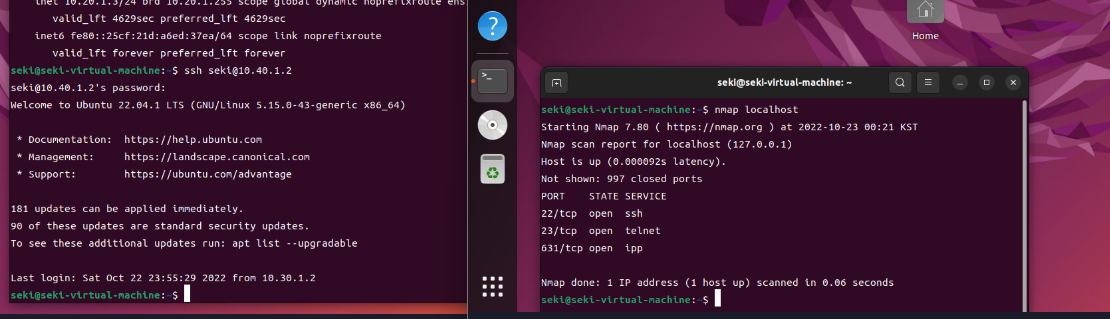 inet 10.20.1.3/24 brd 10.20.1.255 scope global dynamic noprefixroute ens
valid_lft 4629sec preferred_lft 4629sec
inet6 fe80::25cf:21d:a6ed:37ea/64 scope link noprefixroute
valid_lft forever preferred_lft forever
seki@seki-virtual-machine:~$ ssh seki@10.40.1.2
seki@10.40.1.2's password:
Welcome to Ubuntu 22.04.1 LTS (GNU/Linux 5.15.0-43-generic x86_64)
* Documentation:  https://help.ubuntu.com
* Management:     https://landscape.canonical.com
* Support:        https://ubuntu.com/advantage
181 updates can be applied immediately.
90 of these updates are standard security updates.
To see these additional updates run: apt list --upgradable
Last login: Sat Oct 22 23:55:29 2022 from 10.30.1.2
seki@seki-virtual-machine:~$
Home
seki@seki-virtual-machine: ~
seki@seki-virtual-machine:~$ nmap localhost
Starting Nmap 7.80 ( https://nmap.org ) at 2022-10-23 00:21 KST
Nmap scan report for localhost (127.0.0.1)
Host is up (0.000092s latency).
Not shown: 997 closed ports
PORT    STATE SERVICE
22/tcp  open  ssh
23/tcp  open  telnet
631/tcp open  ipp
Nmap done: 1 IP address (1 host up) scanned in 0.06 seconds
seki@seki-virtual-machine:~$